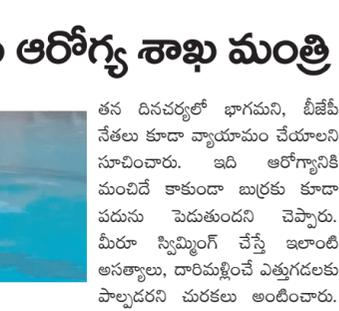 ఆరోగ్య శాఖ మంత్రి
తన దినచర్యలో భాగమని, బీజేపీ
నేతలు కూడా వ్యాయామం చేయాలని
సూచించారు. ఇది ఆరోగ్యానికి
మంచిదే కాకుండా బుర్రకు కూడా
పదును పెడుతుందని చెప్పారు.
మీరూ స్విమ్మింగ్ చేస్తే ఇలాంటి
అసత్యాలు, దారిమళ్లించే ఎత్తుగడలకు
పాల్పడరని చురకలు అంటించారు.